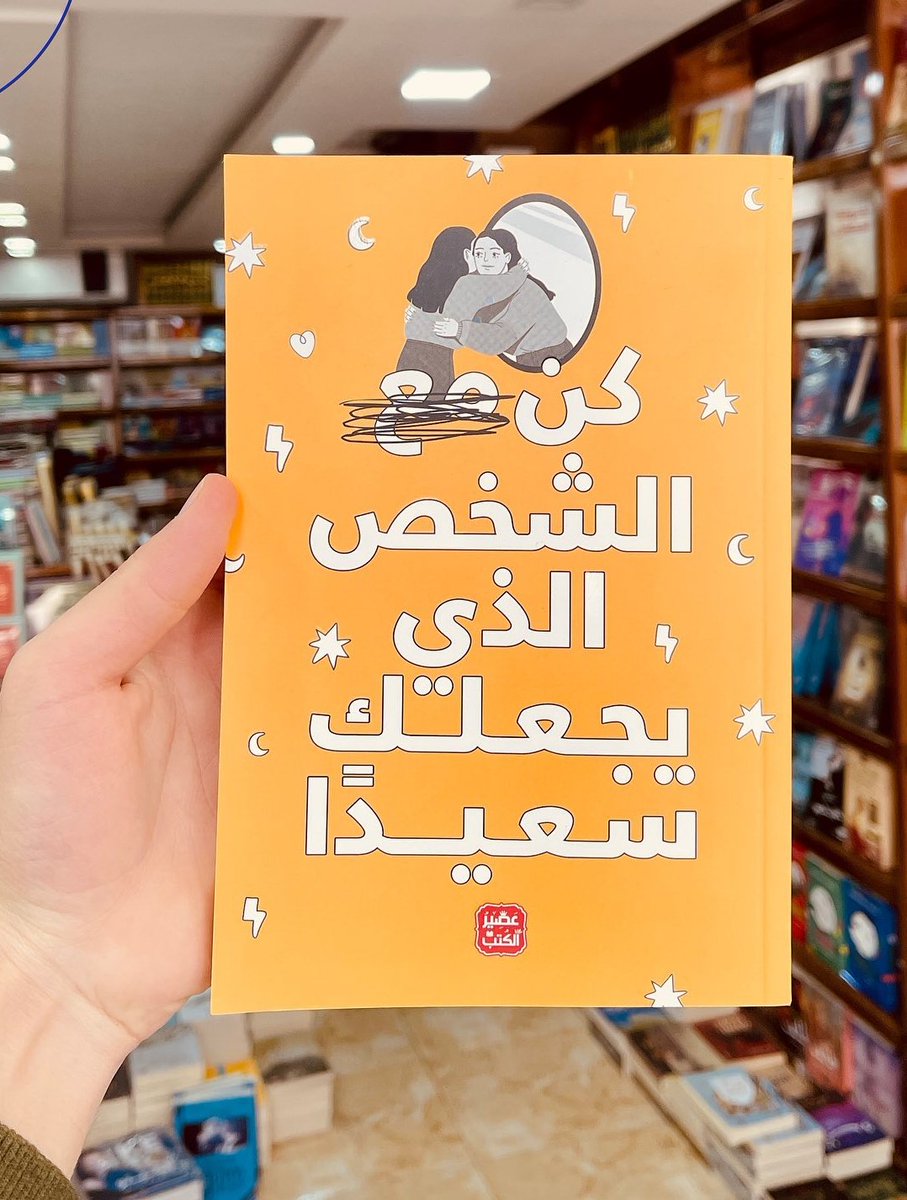 كن مع
الشخص
الذي
يجعلك
سعيدًا
عصير
الكتب